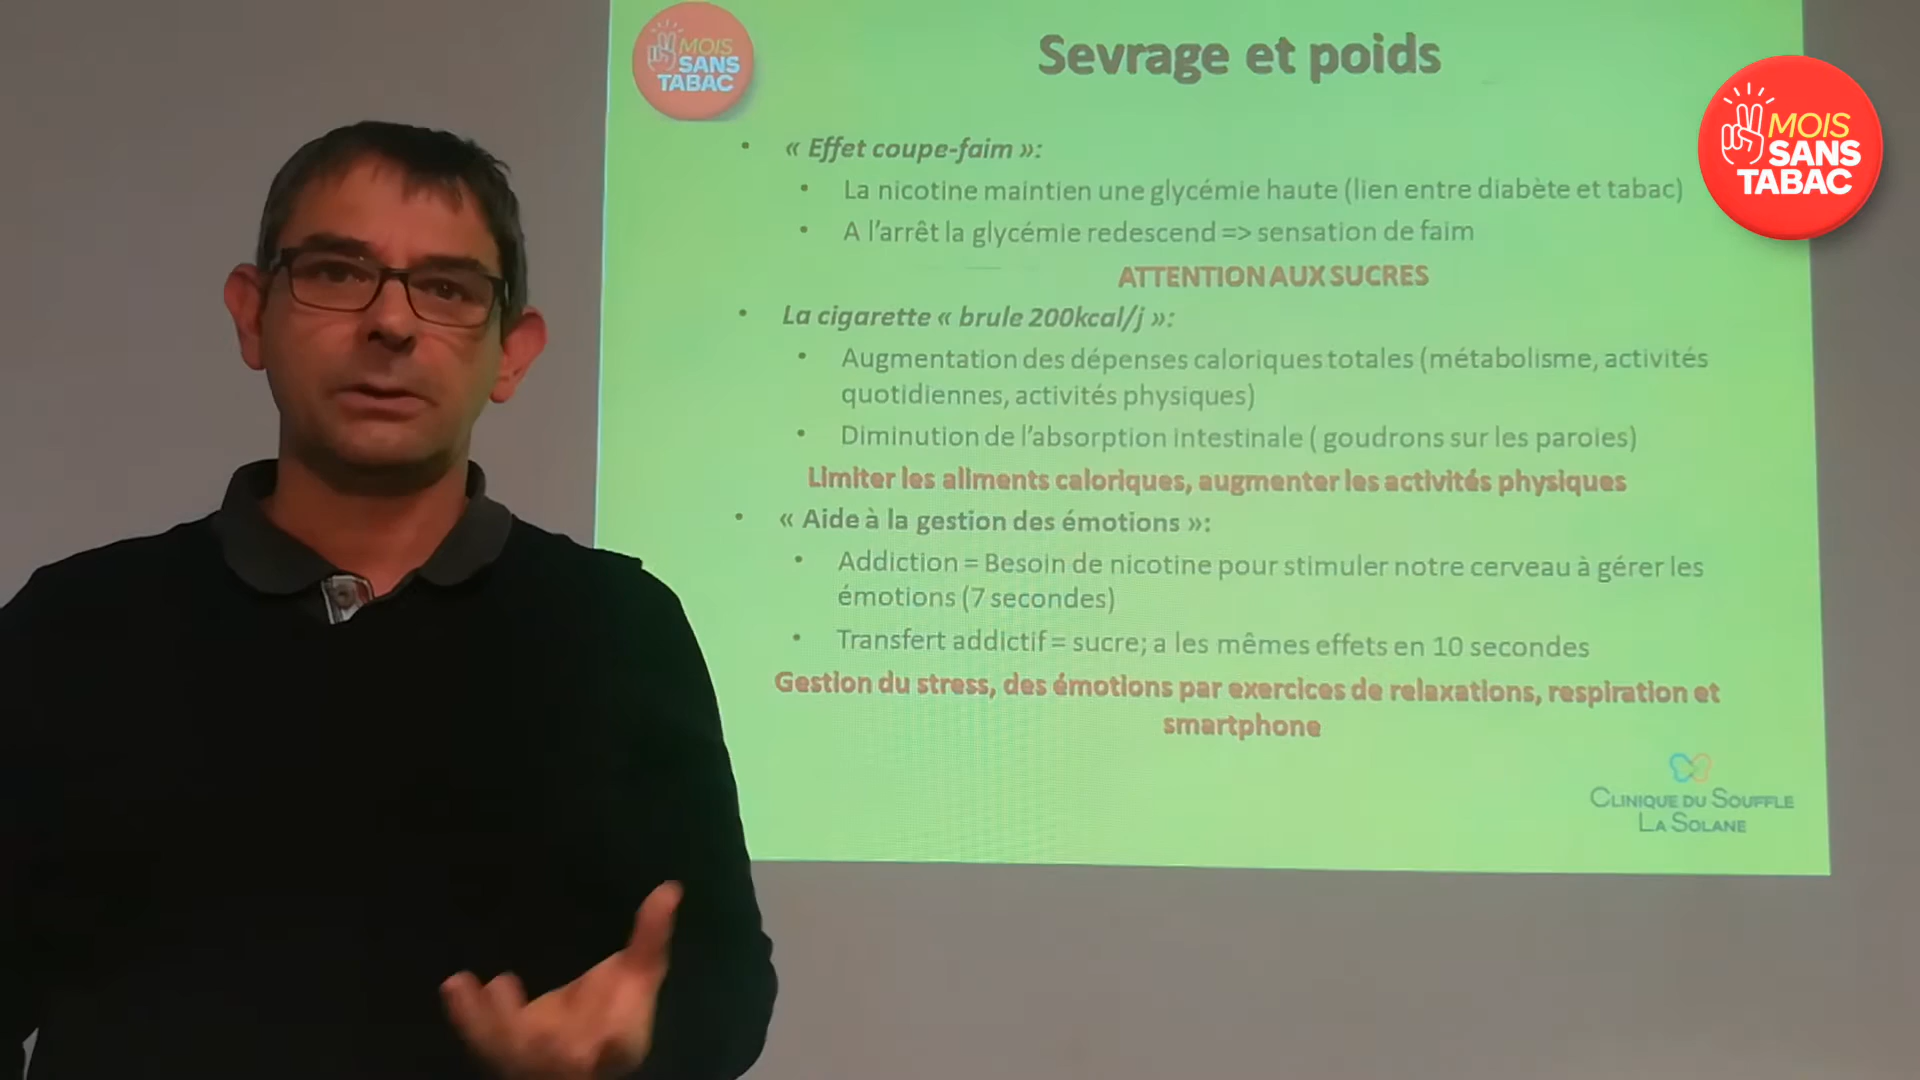 MOIS
SANS
TABAC
Sevrage et poids
MOIS
SANS
TABAC
• « Effet coupe-faim »:
• La nicotine maintien une glycémie haute (lien entre diabète et tabac)
• A l'arrêt la glycémie redescend => sensation de faim
ATTENTION AUX SUCRES
• La cigarette « brule 200kcal/j »:
• Augmentation des dépenses caloriques totales (métabolisme, activités
quotidiennes, activités physiques)
• Diminution de l'absorption intestinale ( goudrons sur les paroies)
Limiter les aliments caloriques, augmenter les activités physiques
• « Aide à la gestion des émotions »:
• Addiction = Besoin de nicotine pour stimuler notre cerveau à gérer les
émotions (7 secondes)
• Transfert addictif = sucre; a les mêmes effets en 10 secondes
Gestion du stress, des émotions par exercices de relaxations, respiration et
smartphone
CLINIQUE DU SOUFFLE
LA SOLANE